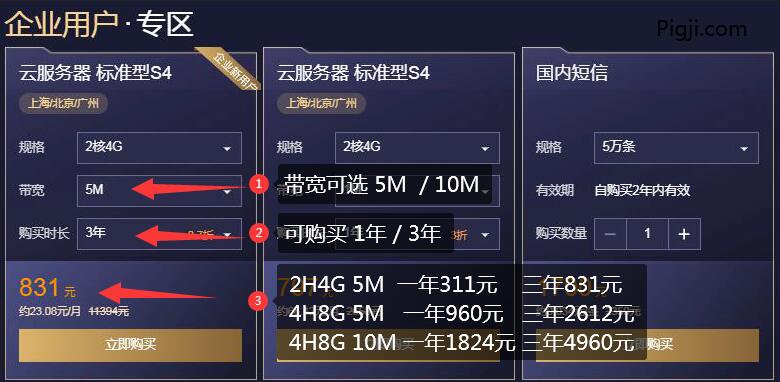 企业用户·专区
Pigji.com
云服务器 标准型S4
企业新用户
上海/北京/广州
规格
2核4G
带宽
5M
购买时长
3年
831元
约23.08元/月
11394元
立即购买
云服务器 标准型S4
上海/北京/广州
规格
2核4G
1 带宽可选 5M / 10M
2 可购买 1年 / 3年
3折
3 2H4G 5M 一年311元 三年831元
4H8G 5M 一年960元 三年2612元
4H8G 10M 一年1824元 三年4960元
国内短信
规格
5万条
有效期
自购买2年内有效
购买数量
－ 1 +